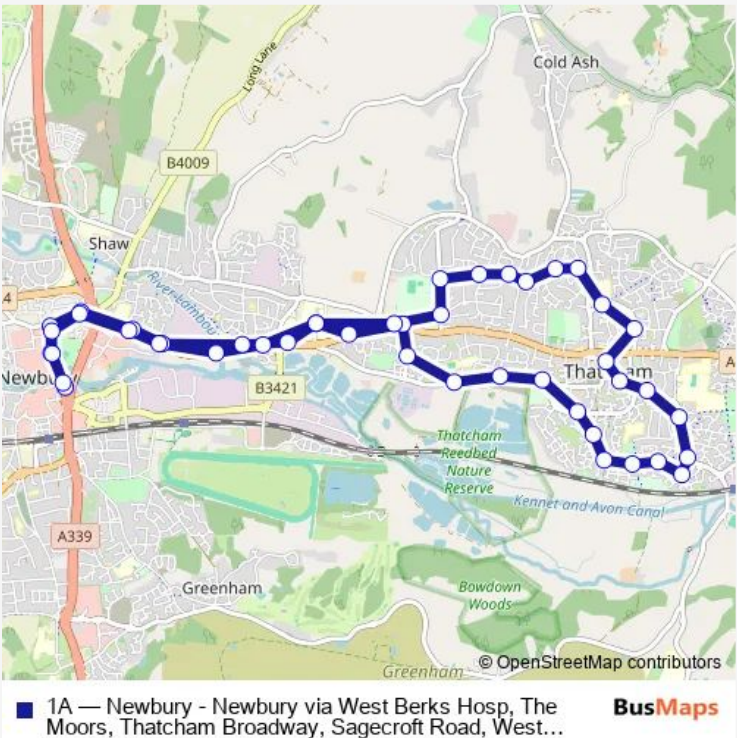 Long Lane
Cold Ash
B4009
Shaw
River Lambourn
4
Newbury
B3421
Thatcham
A
Thatcham
Reedbed
Nature
Reserve
Kennet and Avon Canal
A339
Greenham
Bowdown
Woods
Greenham
© OpenStreetMap contributors
1A — Newbury - Newbury via West Berks Hosp, The
Moors, Thatcham Broadway, Sagecroft Road, West…
BusMaps